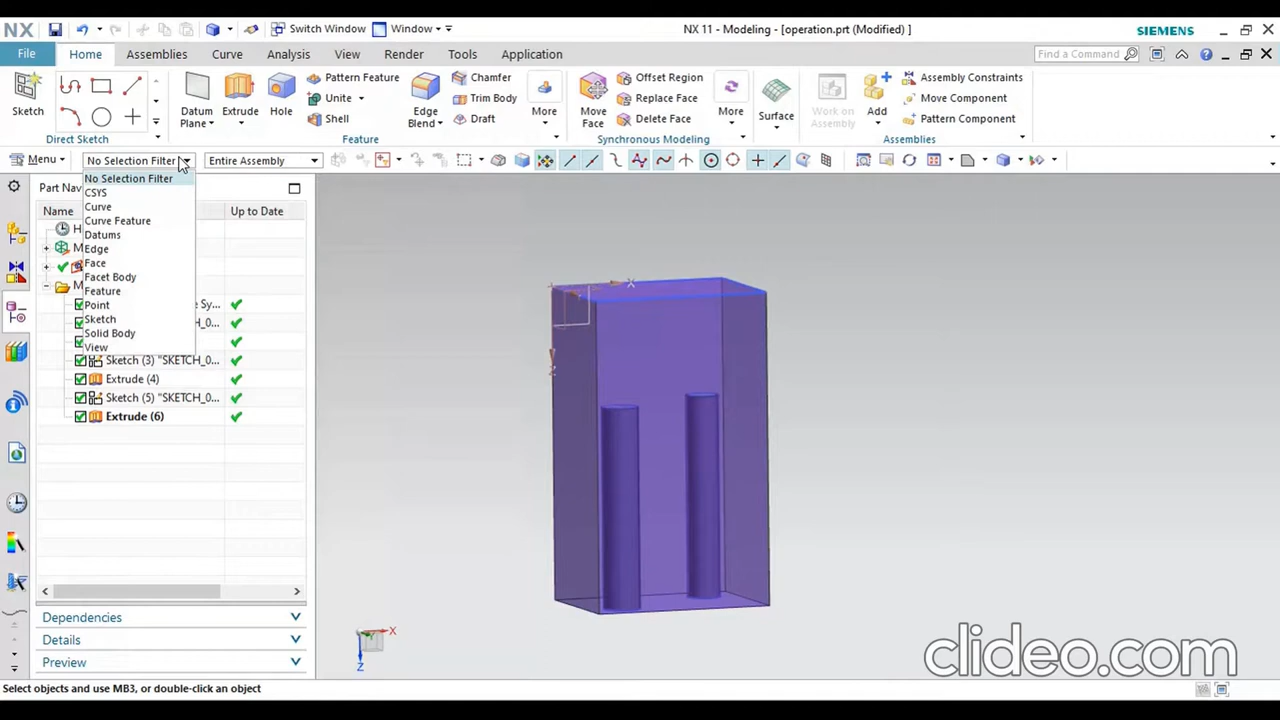 NX
Switch Window
Window
NX 11 - Modeling - [operation.prt (Modified) ]
SIEMENS
File
Home
Assemblies
Curve
Analysis
View
Render
Tools
Application
Find a Command
Sketch
Direct Sketch
Datum Plane
Extrude
Hole
Pattern Feature
Unite
Shell
Edge Blend
Chamfer
Trim Body
Draft
More
Feature
Move Face
Offset Region
Replace Face
Delete Face
More
Synchronous Modeling
Surface
Work on Assembly
Add
Assembly Constraints
Move Component
Pattern Component
Assemblies
Menu
No Selection Filter
Entire Assembly
No Selection Filter
CSYS
Curve
Curve Feature
Datums
Edge
Face
Facet Body
Feature
Point
Sketch
Solid Body
View
Part Nav
Name
Up to Date
H
M
M
e Sy...
H_0...
Sketch (3) "SKETCH_0...
Extrude (4)
Sketch (5) "SKETCH_0...
Extrude (6)
Dependencies
Details
Preview
X
Z
X
Z
clideo.com
Select objects and use MB3, or double-click an object